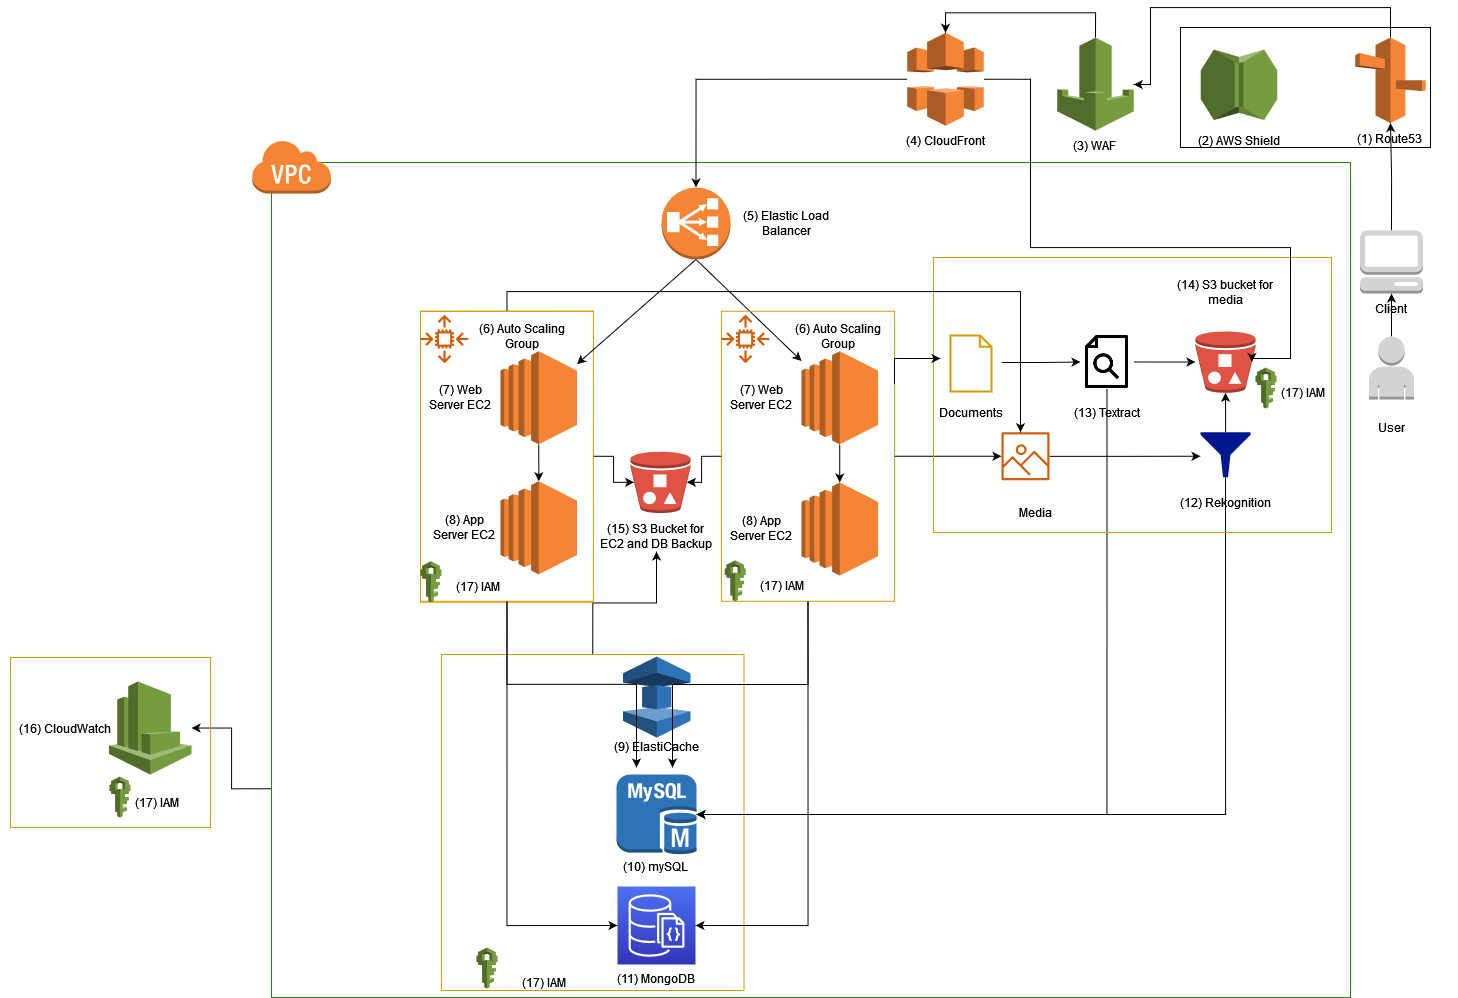 (4) CloudFront
(3) WAF
(2) AWS Shield
(1) Route53
VPC
(5) Elastic Load
Balancer
Client
User
(6) Auto Scaling
Group
(7) Web
Server EC2
(8) App
Server EC2
(17) IAM
(15) S3 Bucket for
EC2 and DB Backup
(6) Auto Scaling
Group
(7) Web
Server EC2
(8) App
Server EC2
(17) IAM
(14) S3 bucket for
media
(17) IAM
Documents
(13) Textract
Media
(12) Rekognition
(16) CloudWatch
(17) IAM
(9) ElastiCache
MySQL
M
(10) mySQL
(11) MongoDB
(17) IAM